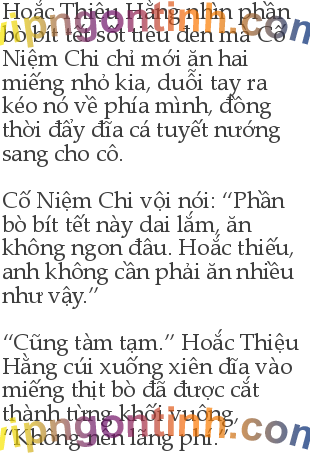 Hoắc Thiệu Hằng nhìn phần
bò bít tết sốt tiêu đen mà Cố
Niệm Chi chỉ mới ăn hai
miếng nhỏ kia, duỗi tay ra
kéo nó về phía mình, đồng
thời đẩy đĩa cá tuyết nướng
sang cho cô.
Cố Niệm Chi vội nói: “Phần
bò bít tết này dai lắm, ăn
không ngon đâu. Hoắc thiếu,
anh không cần phải ăn nhiều
như vậy.”
“Cũng tàm tạm.” Hoắc Thiệu
Hằng cúi xuống xiên dĩa vào
miếng thịt bò đã được cắt
thành từng khối vuông,
“Không nên lãng phí.”
vipngontinh.com
vipngontinh.com